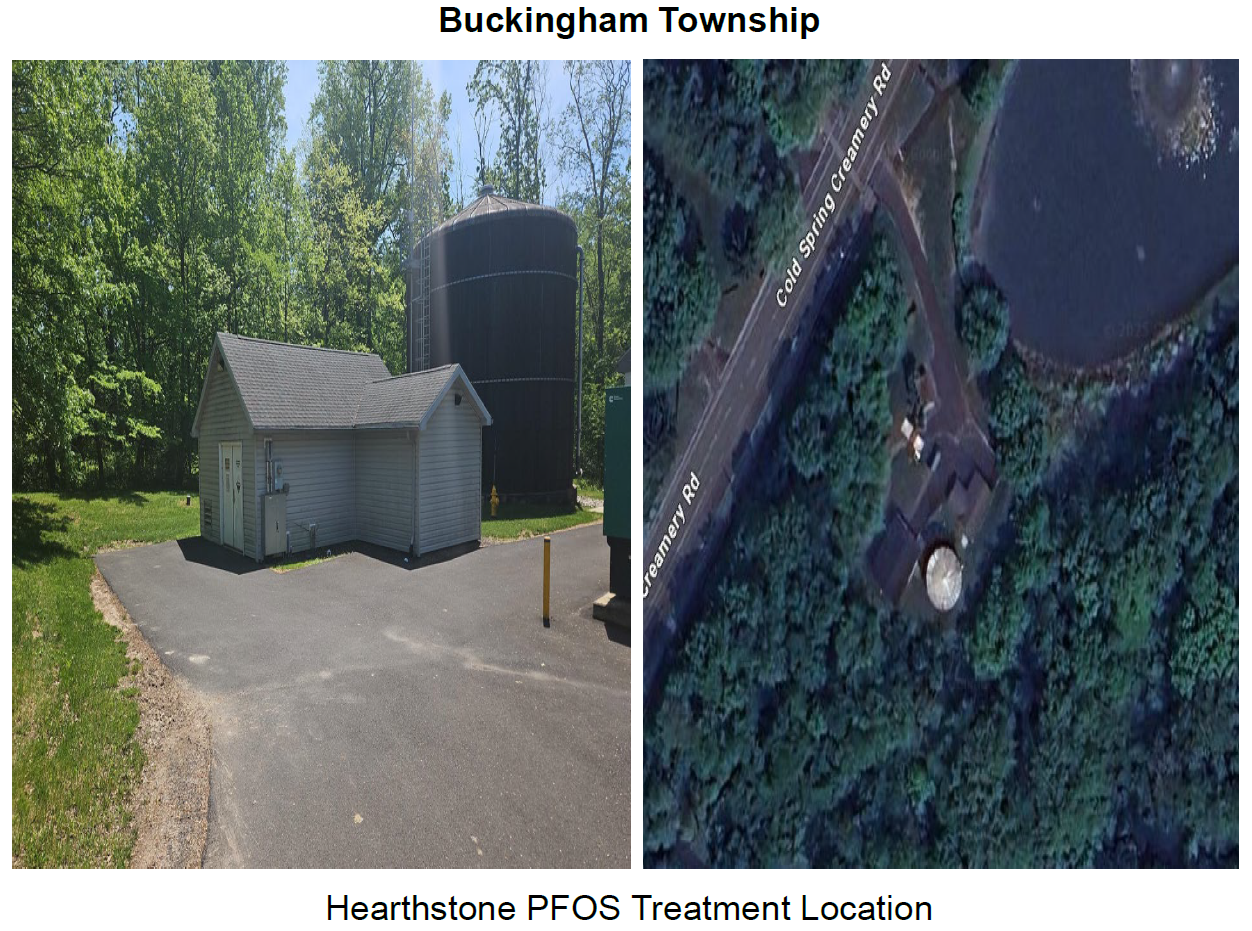 Buckingham Township
Cold Spring Creamery Rd
Creamery Rd
Hearthstone PFOS Treatment Location